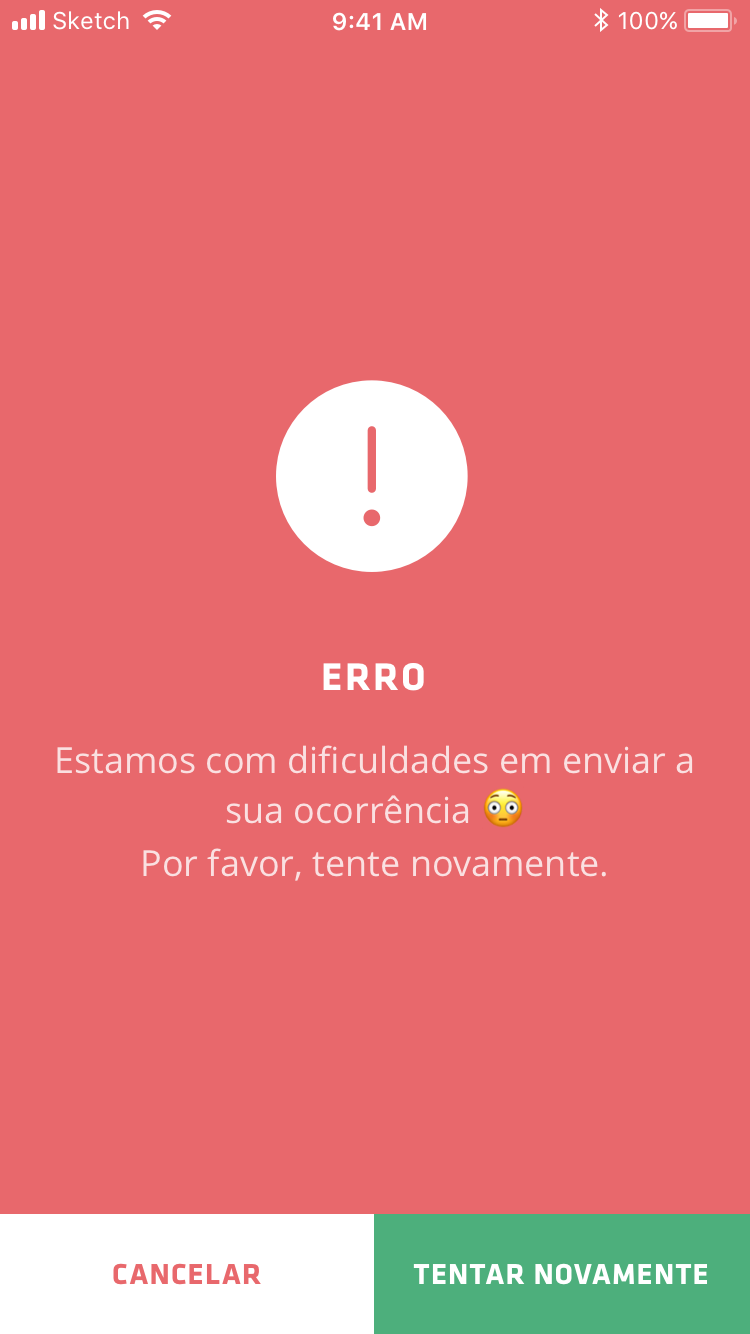 Sketch 9:41 AM 100%
ERRO
Estamos com dificuldades em enviar a
sua ocorrência 😳
Por favor, tente novamente.
CANCELAR TENTAR NOVAMENTE